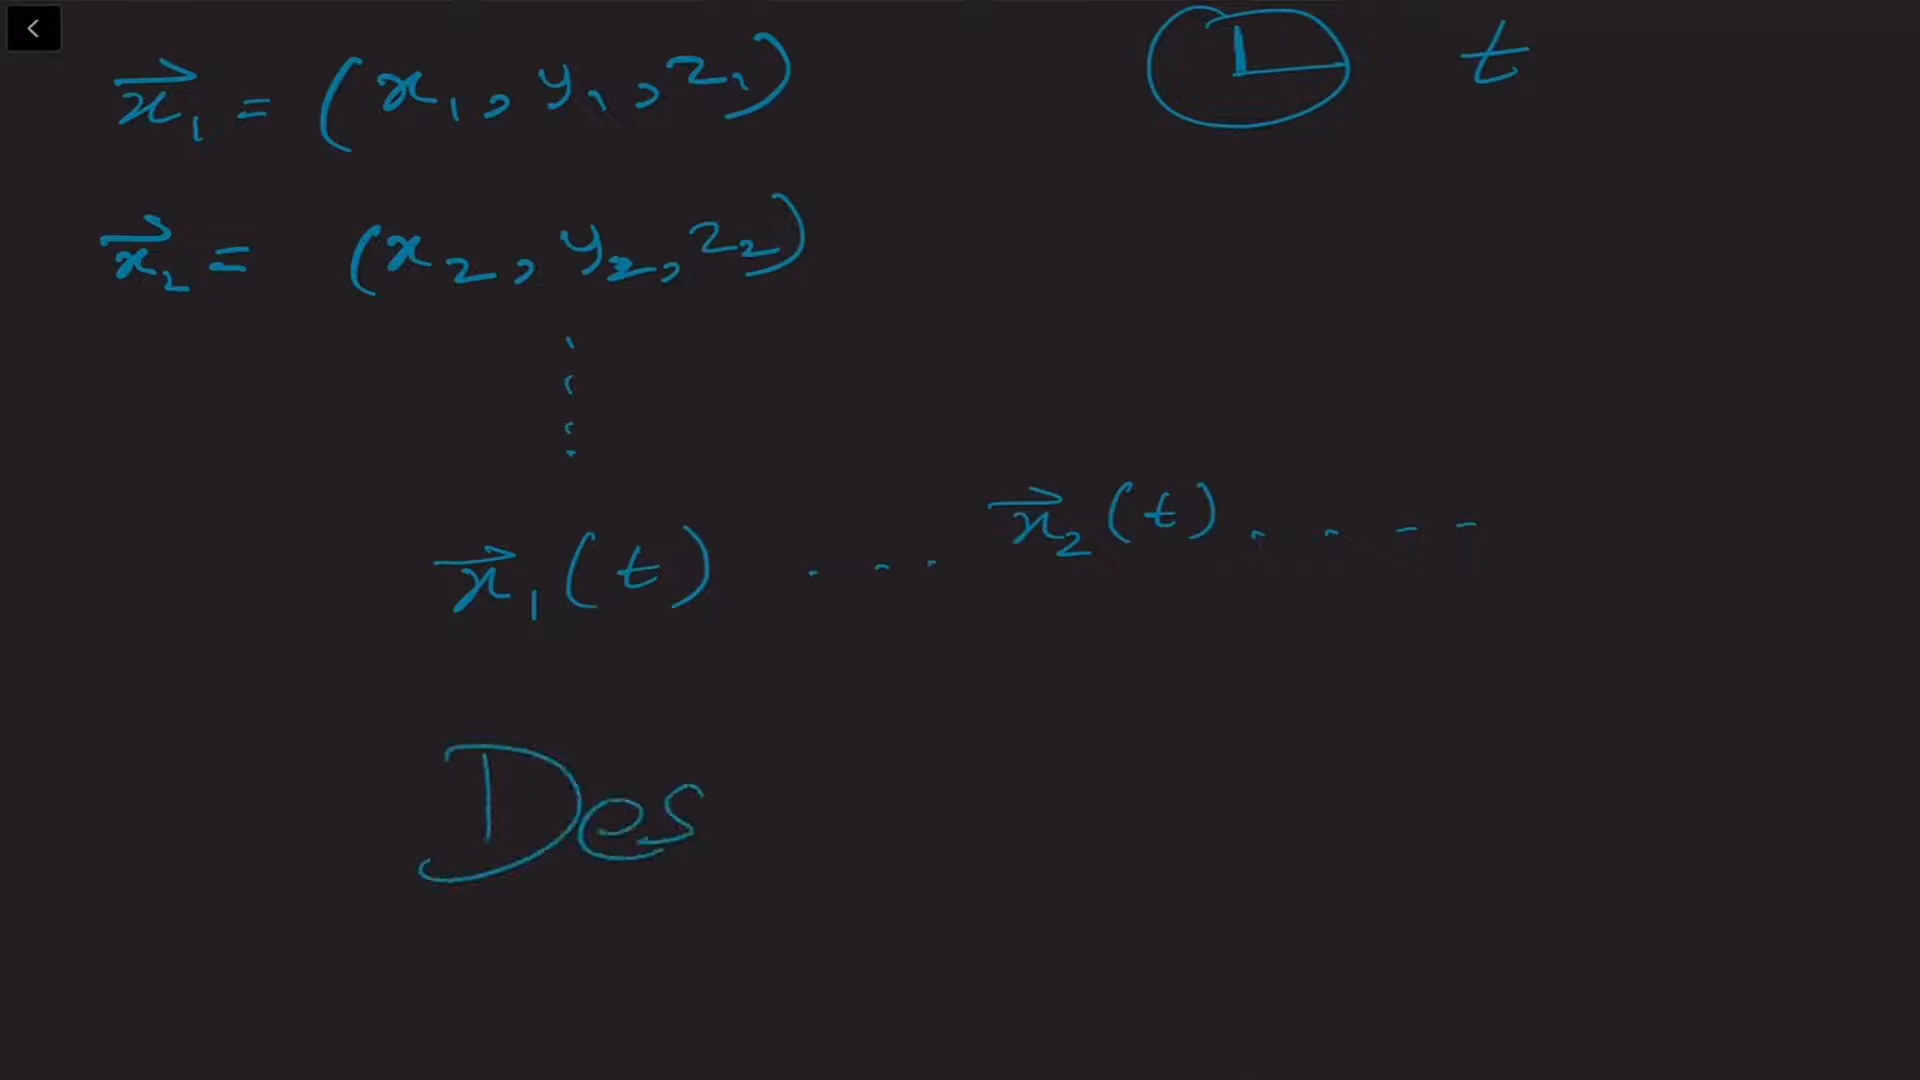 x⃗₁ = (x₁, y₁, z₁) t
x⃗₂ = (x₂, y₂, z₂)
x⃗₁(t) ... x⃗₂(t) . . - -
Des